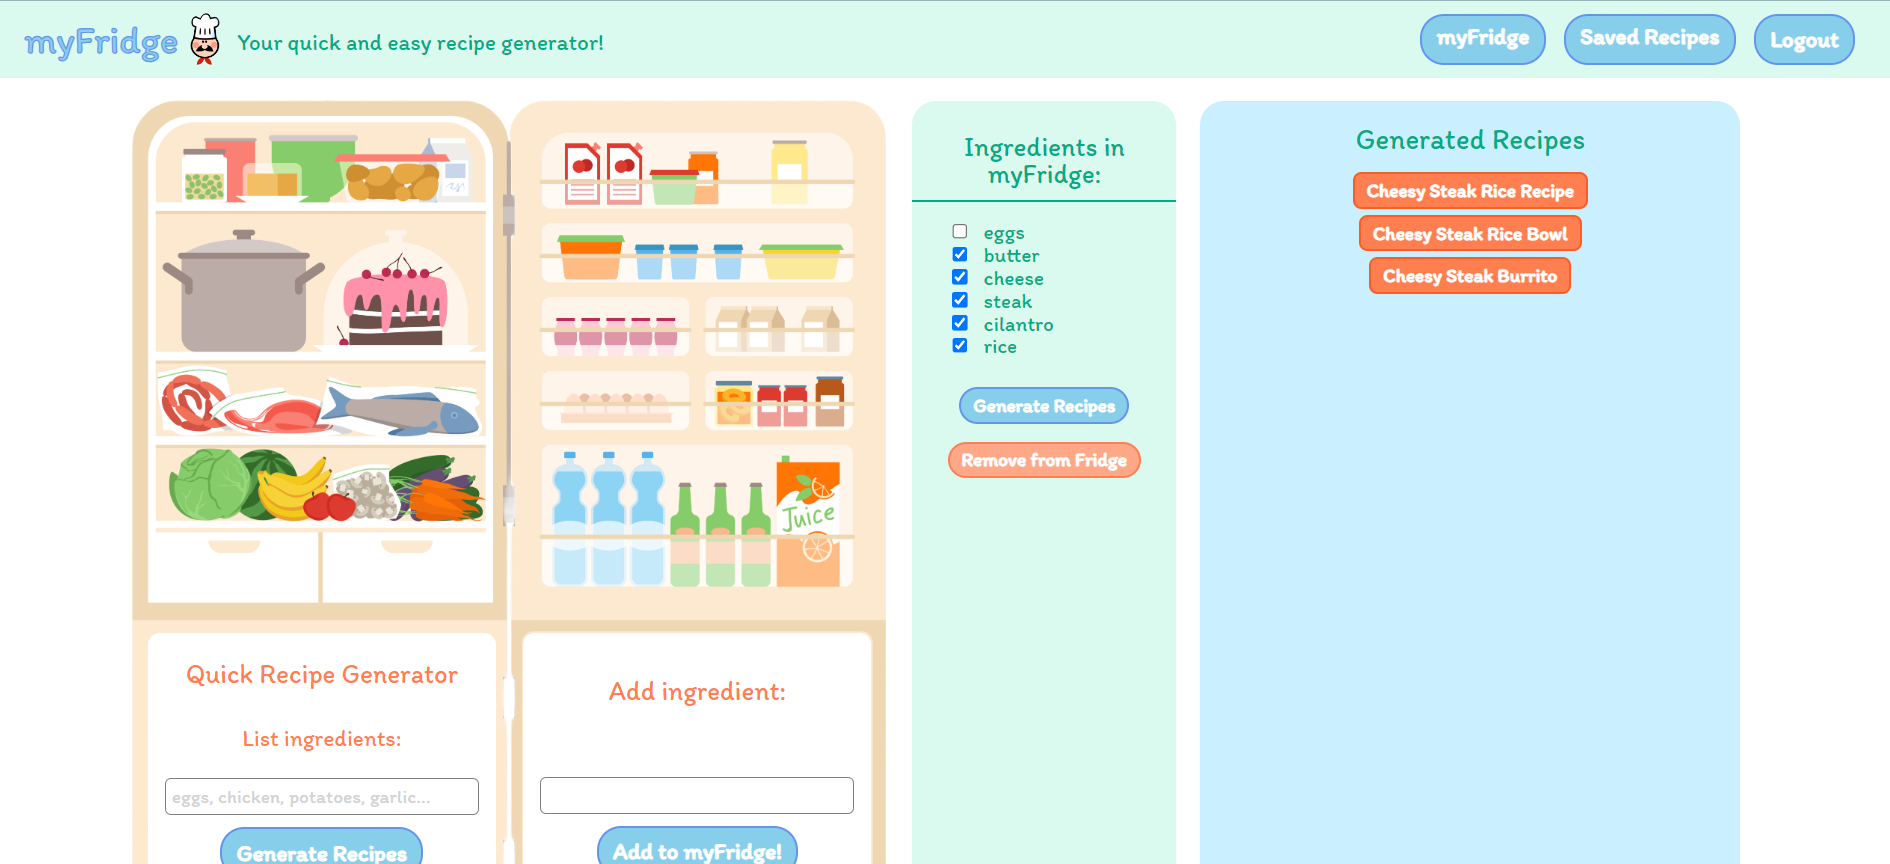 myFridge
Your quick and easy recipe generator!
myFridge
Saved Recipes
Logout
Juice
Quick Recipe Generator
List ingredients:
eggs, chicken, potatoes, garlic...
Generate Recipes
Add ingredient:
Add to myFridge!
Ingredients in
myFridge:
eggs
butter
cheese
steak
cilantro
rice
Generate Recipes
Remove from Fridge
Generated Recipes
Cheesy Steak Rice Recipe
Cheesy Steak Rice Bowl
Cheesy Steak Burrito